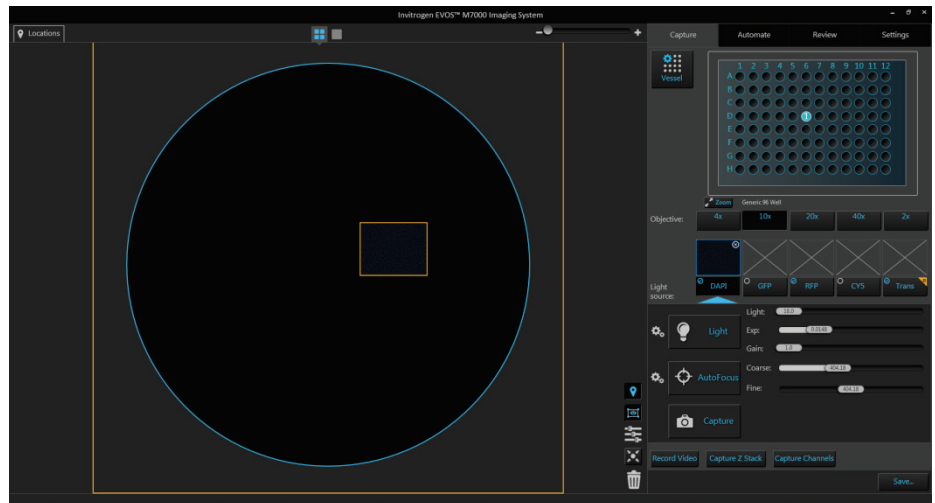 Invitrogen EVOS™ M7000 Imaging System
Locations
Capture Automate Review Settings
Vessel
1 2 3 4 5 6 7 8 9 10 11 12
A
B
C
D 1
E
F
G
H
Zoom Generic 96 Well
Objective: 4x 10x 20x 40x 2x
Light source: DAPI GFP RFP CY5 Trans
Light: 18.0
Light Exp: 0.0148
Gain: 1.0
Coarse: -404.18
AutoFocus Fine: 404.18
Capture
Record Video Capture Z Stack Capture Channels
Save...